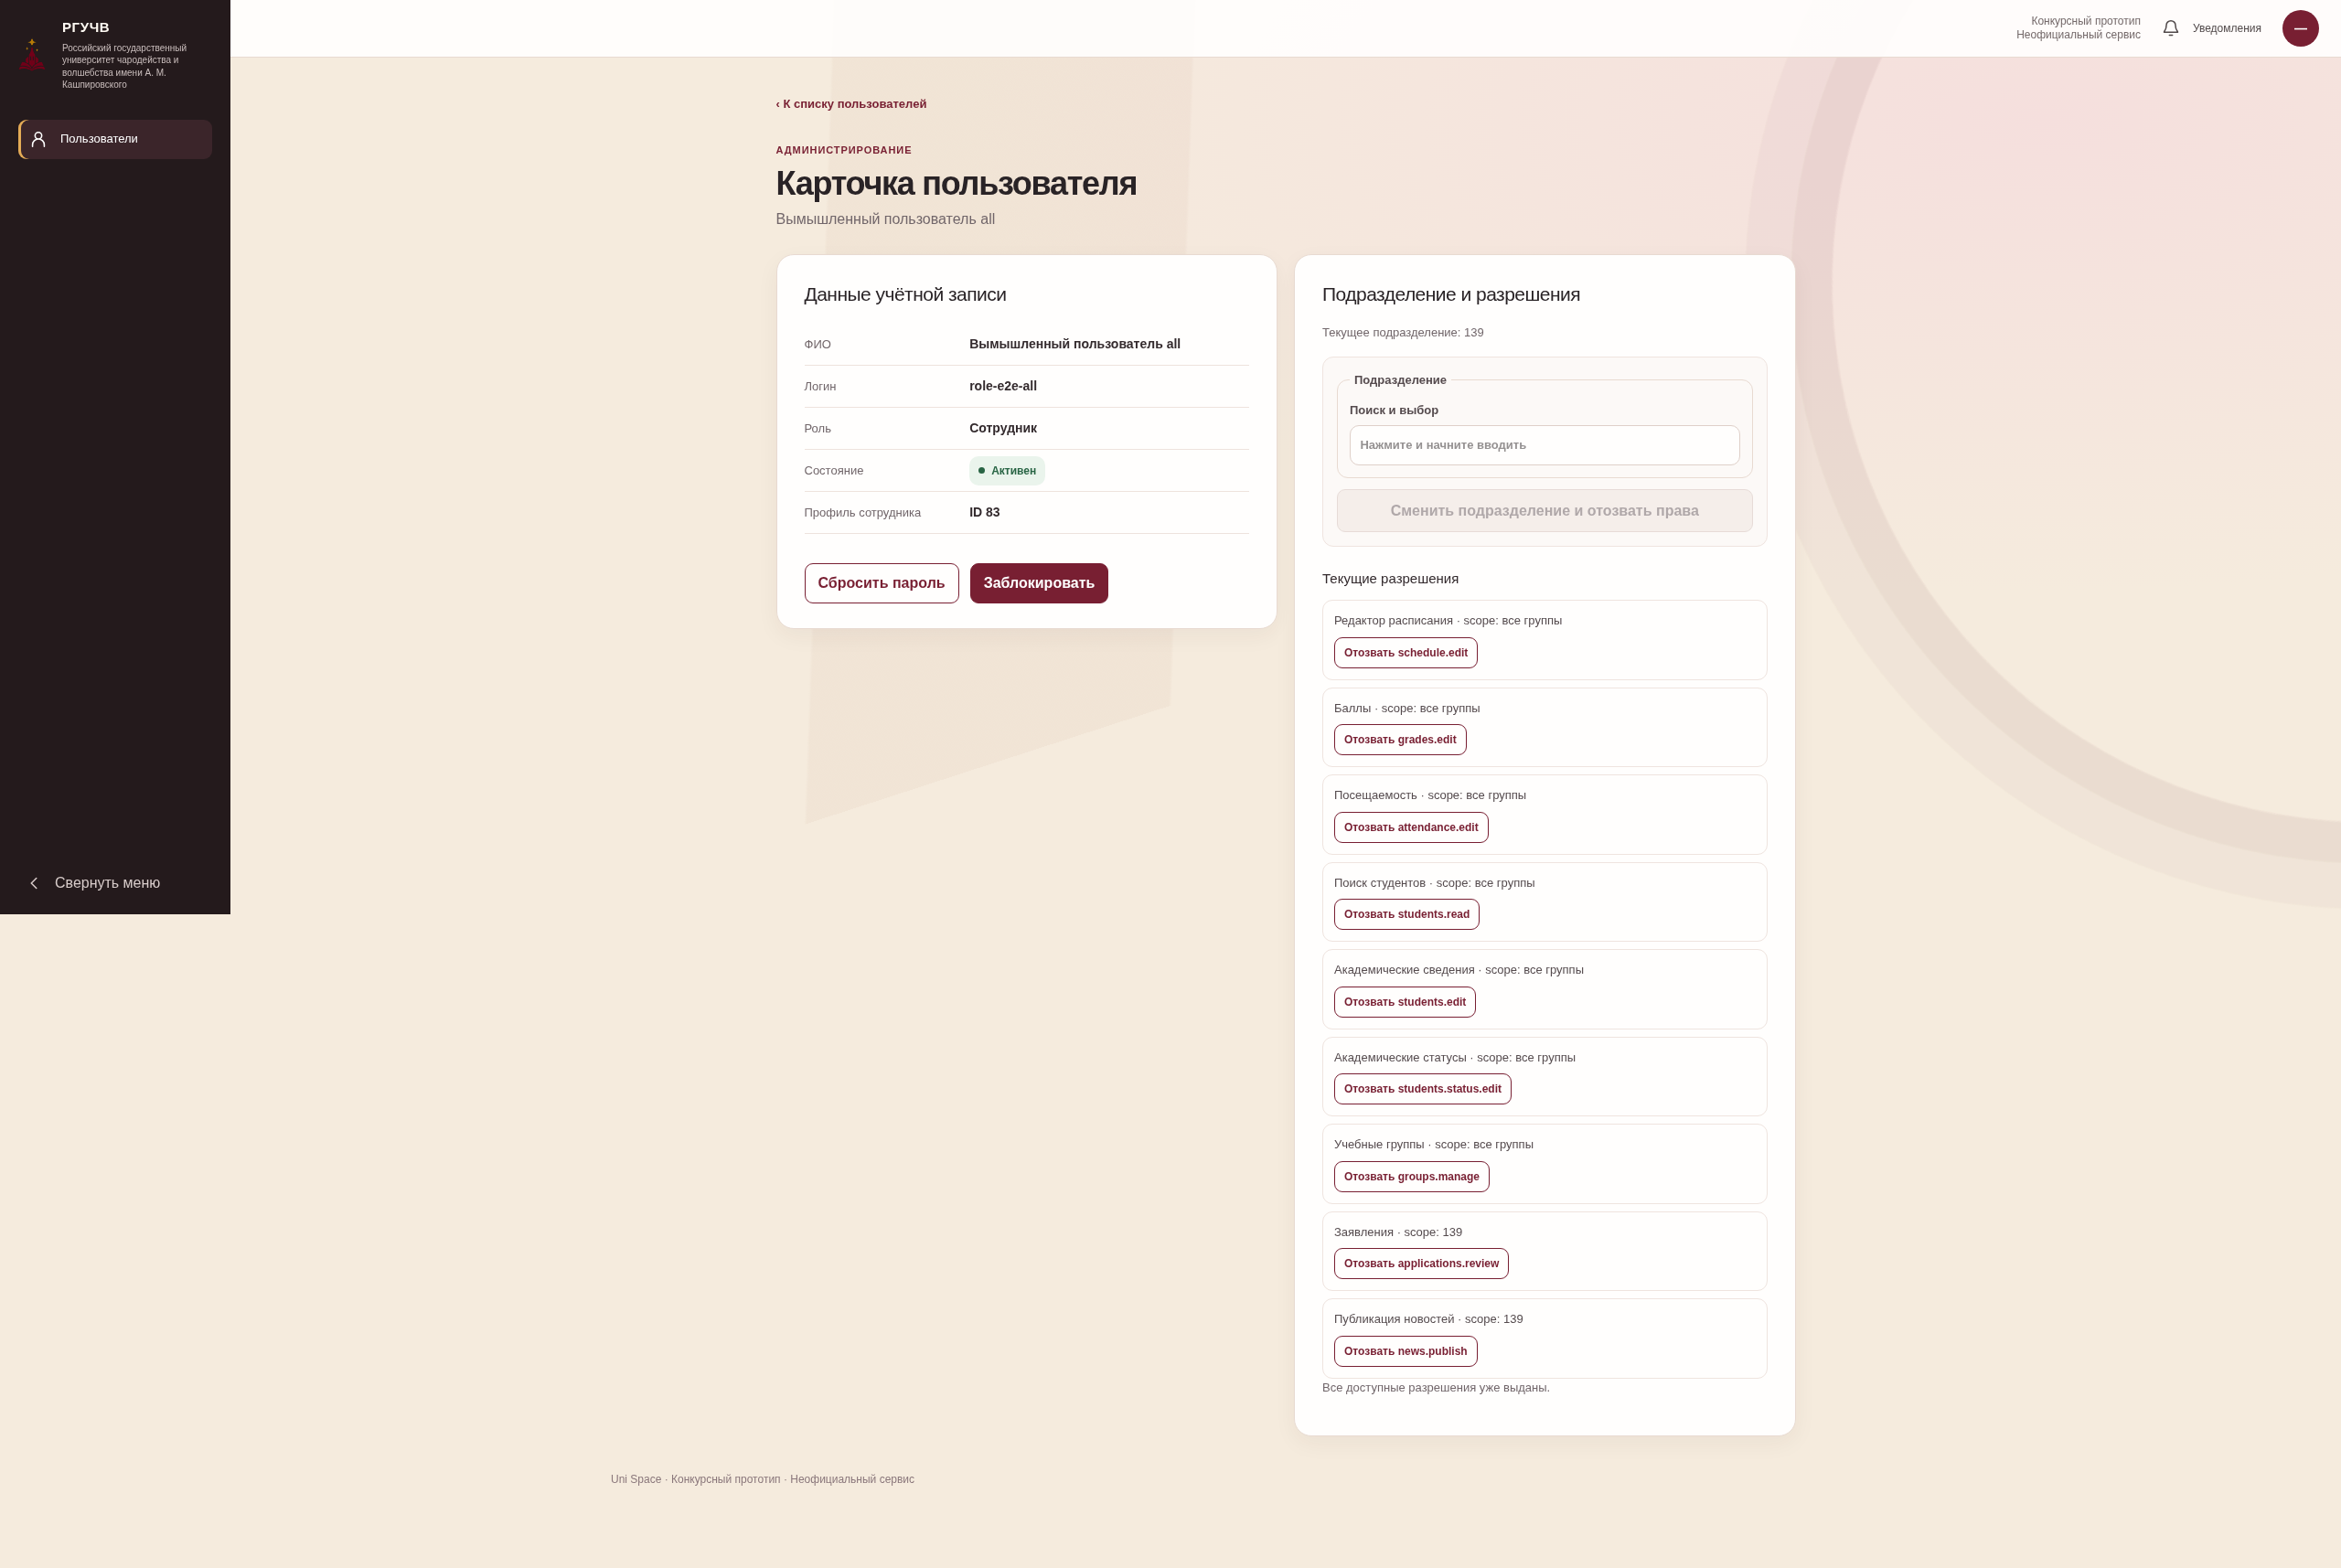 РГУЧВ
Российский государственный
университет чародейства и
волшебства имени А. М.
Кашпировского
Пользователи
Свернуть меню
Конкурсный прототип
Неофициальный сервис
Уведомления
‹ К списку пользователей
АДМИНИСТРИРОВАНИЕ
Карточка пользователя
Вымышленный пользователь all
Данные учётной записи
ФИО Вымышленный пользователь all
Логин role-e2e-all
Роль Сотрудник
Состояние Активен
Профиль сотрудника ID 83
Сбросить пароль Заблокировать
Подразделение и разрешения
Текущее подразделение: 139
Подразделение
Поиск и выбор
Нажмите и начните вводить
Сменить подразделение и отозвать права
Текущие разрешения
Редактор расписания · scope: все группы
Отозвать schedule.edit
Баллы · scope: все группы
Отозвать grades.edit
Посещаемость · scope: все группы
Отозвать attendance.edit
Поиск студентов · scope: все группы
Отозвать students.read
Академические сведения · scope: все группы
Отозвать students.edit
Академические статусы · scope: все группы
Отозвать students.status.edit
Учебные группы · scope: все группы
Отозвать groups.manage
Заявления · scope: 139
Отозвать applications.review
Публикация новостей · scope: 139
Отозвать news.publish
Все доступные разрешения уже выданы.
Uni Space · Конкурсный прототип · Неофициальный сервис